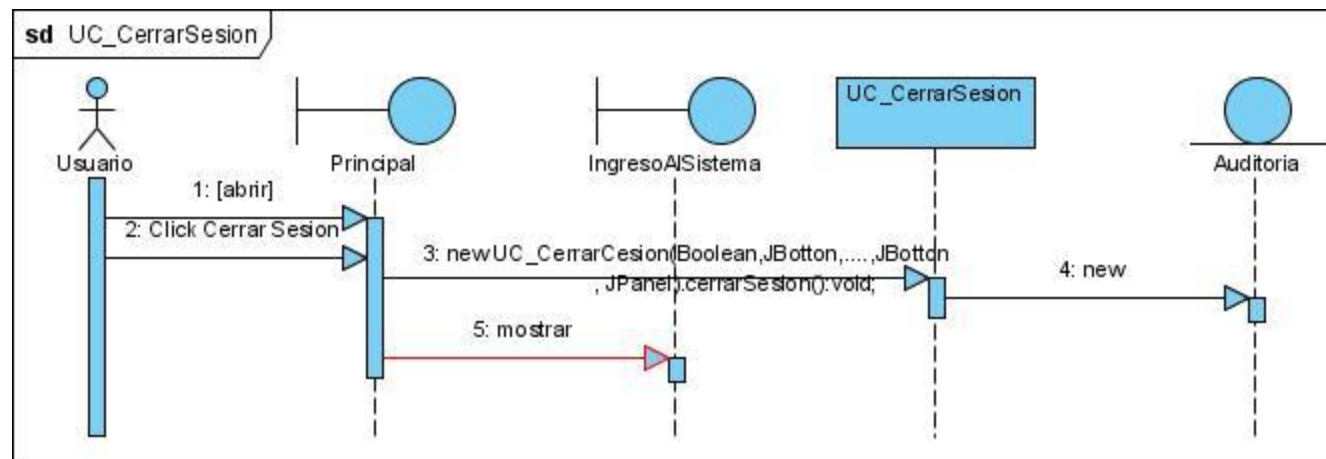 sd UC_CerrarSesion
Usuario
Principal
IngresoAlSistema
UC_CerrarSesion
Auditoria
1: [abrir]
2: Click Cerrar Sesion
3: newUC_CerrarCesion(Boolean,JBotton,....,JBotton
, JPanel).cerrarSesion():void;
4: new
5: mostrar